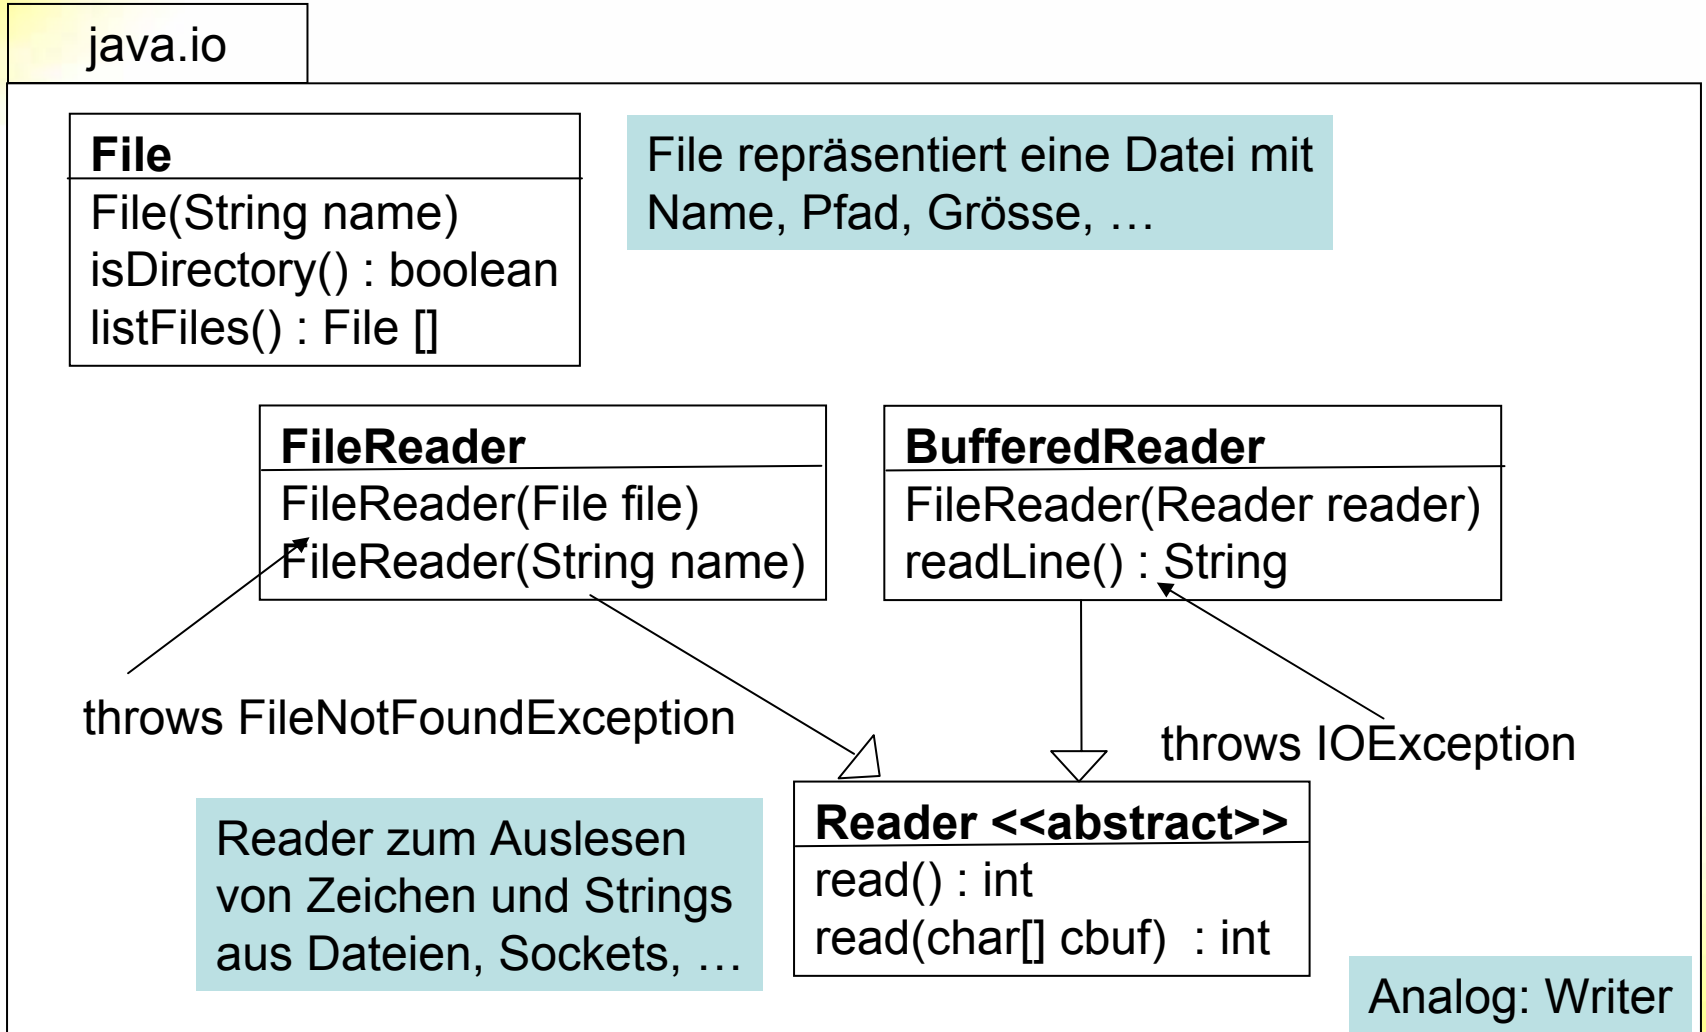 java.io
File
File(String name)
isDirectory() : boolean
listFiles() : File []
File repräsentiert eine Datei mit
Name, Pfad, Grösse, …
FileReader
FileReader(File file)
FileReader(String name)
BufferedReader
FileReader(Reader reader)
readLine() : String
throws FileNotFoundException
throws IOException
Reader zum Auslesen
von Zeichen und Strings
aus Dateien, Sockets, …
Reader <<abstract>>
read() : int
read(char[] cbuf)  : int
Analog: Writer